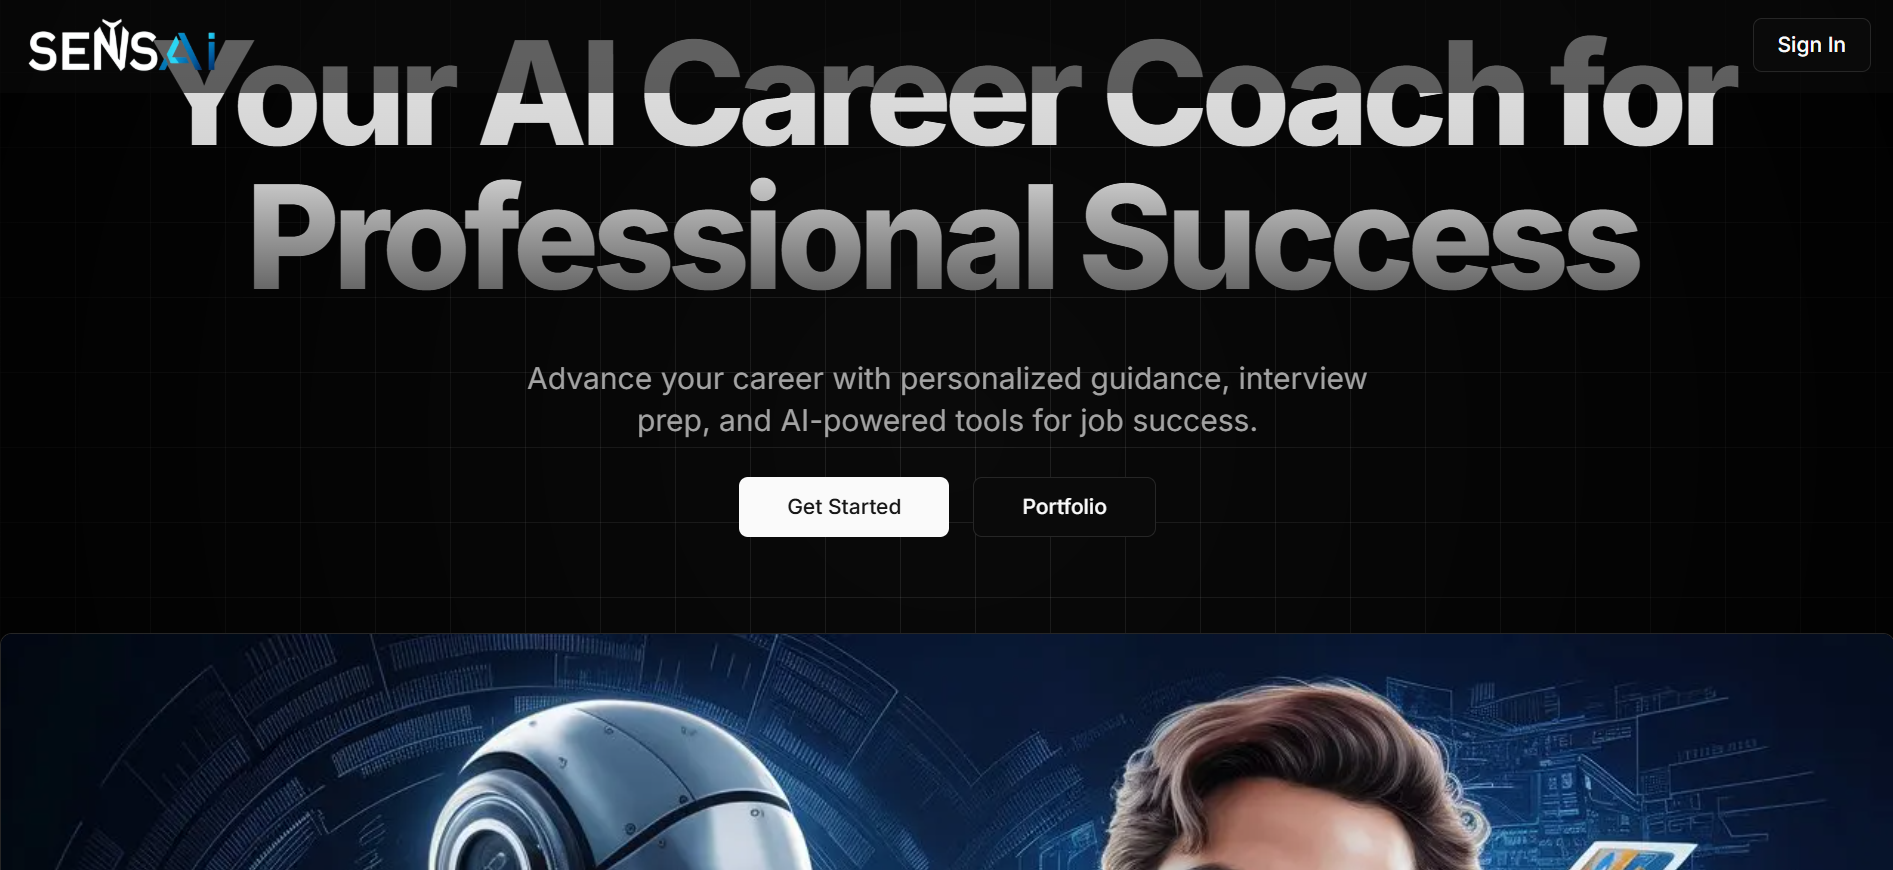 SENSAi
Sign In
Your AI Career Coach for
Professional Success
Advance your career with personalized guidance, interview
prep, and AI-powered tools for job success.
Get Started
Portfolio